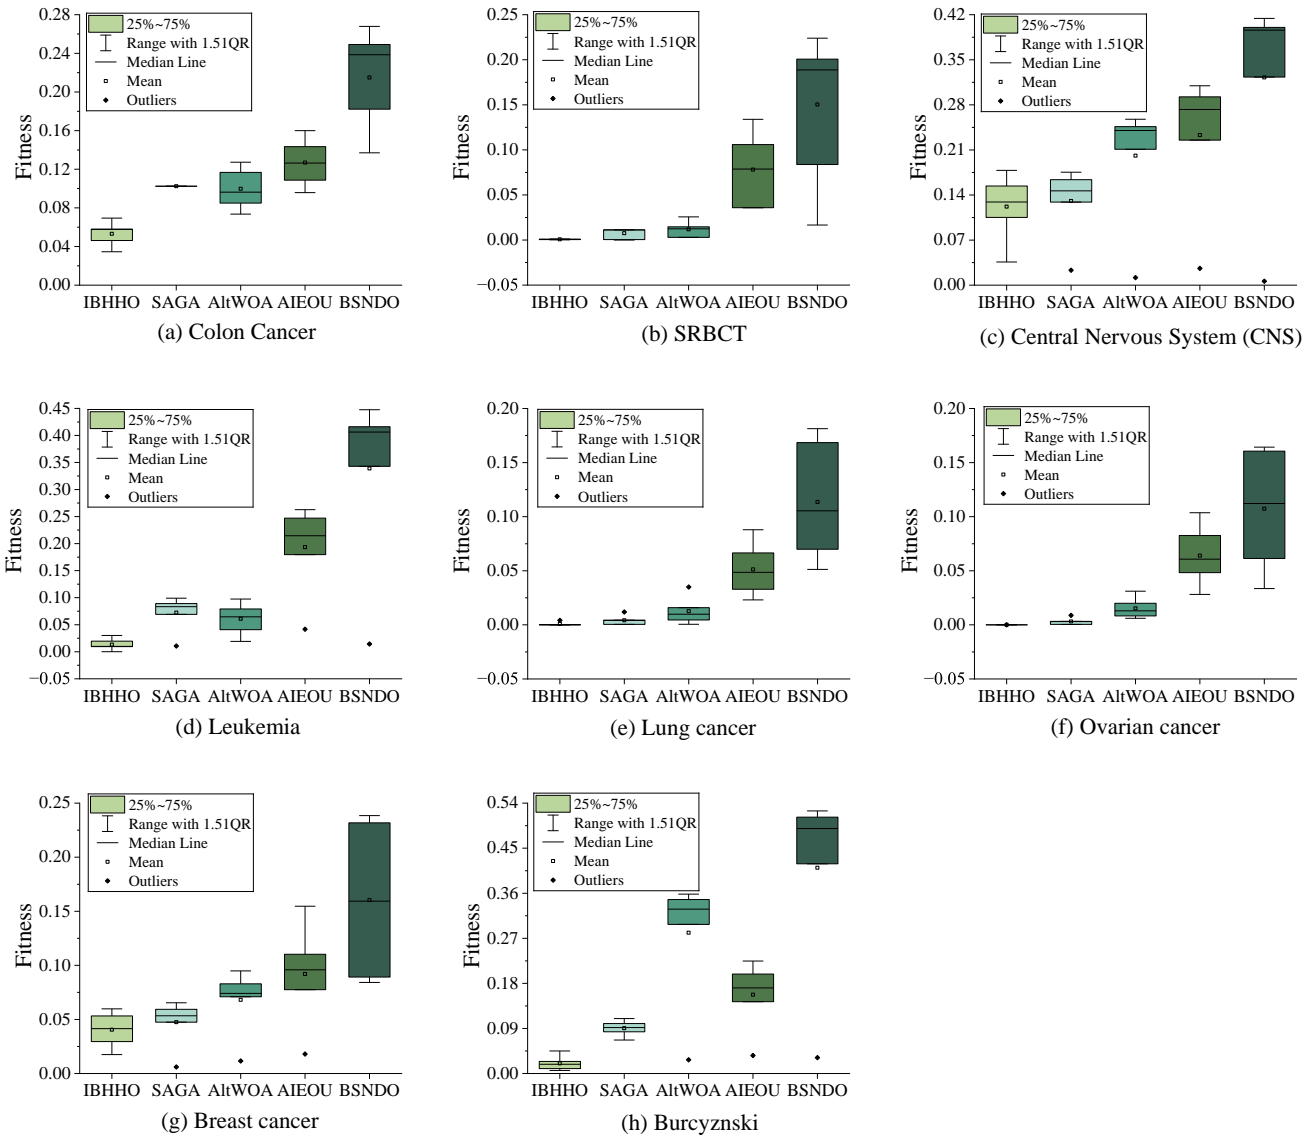 0.28
0.24
0.20
0.16
0.12
0.08
0.04
0.00
Fitness
25%~75%
Range with 1.51QR
Median Line
Mean
Outliers
IBHHO SAGA AltWOA AIEOU BSNDO
(a) Colon Cancer
0.25
0.20
0.15
0.10
0.05
0.00
−0.05
Fitness
25%~75%
Range with 1.51QR
Median Line
Mean
Outliers
IBHHO SAGA AltWOA AIEOU BSNDO
(b) SRBCT
0.42
0.35
0.28
0.21
0.14
0.07
0.00
Fitness
25%~75%
Range with 1.51QR
Median Line
Mean
Outliers
IBHHO SAGA AltWOA AIEOU BSNDO
(c) Central Nervous System (CNS)
0.45
0.40
0.35
0.30
0.25
0.20
0.15
0.10
0.05
0.00
−0.05
Fitness
25%~75%
Range with 1.51QR
Median Line
Mean
Outliers
IBHHO SAGA AltWOA AIEOU BSNDO
(d) Leukemia
0.20
0.15
0.10
0.05
0.00
−0.05
Fitness
25%~75%
Range with 1.51QR
Median Line
Mean
Outliers
IBHHO SAGA AltWOA AIEOU BSNDO
(e) Lung cancer
0.20
0.15
0.10
0.05
0.00
−0.05
Fitness
25%~75%
Range with 1.51QR
Median Line
Mean
Outliers
IBHHO SAGA AltWOA AIEOU BSNDO
(f) Ovarian cancer
0.25
0.20
0.15
0.10
0.05
0.00
Fitness
25%~75%
Range with 1.51QR
Median Line
Mean
Outliers
IBHHO SAGA AltWOA AIEOU BSNDO
(g) Breast cancer
0.54
0.45
0.36
0.27
0.18
0.09
0.00
Fitness
25%~75%
Range with 1.51QR
Median Line
Mean
Outliers
IBHHO SAGA AltWOA AIEOU BSNDO
(h) Burcyznski